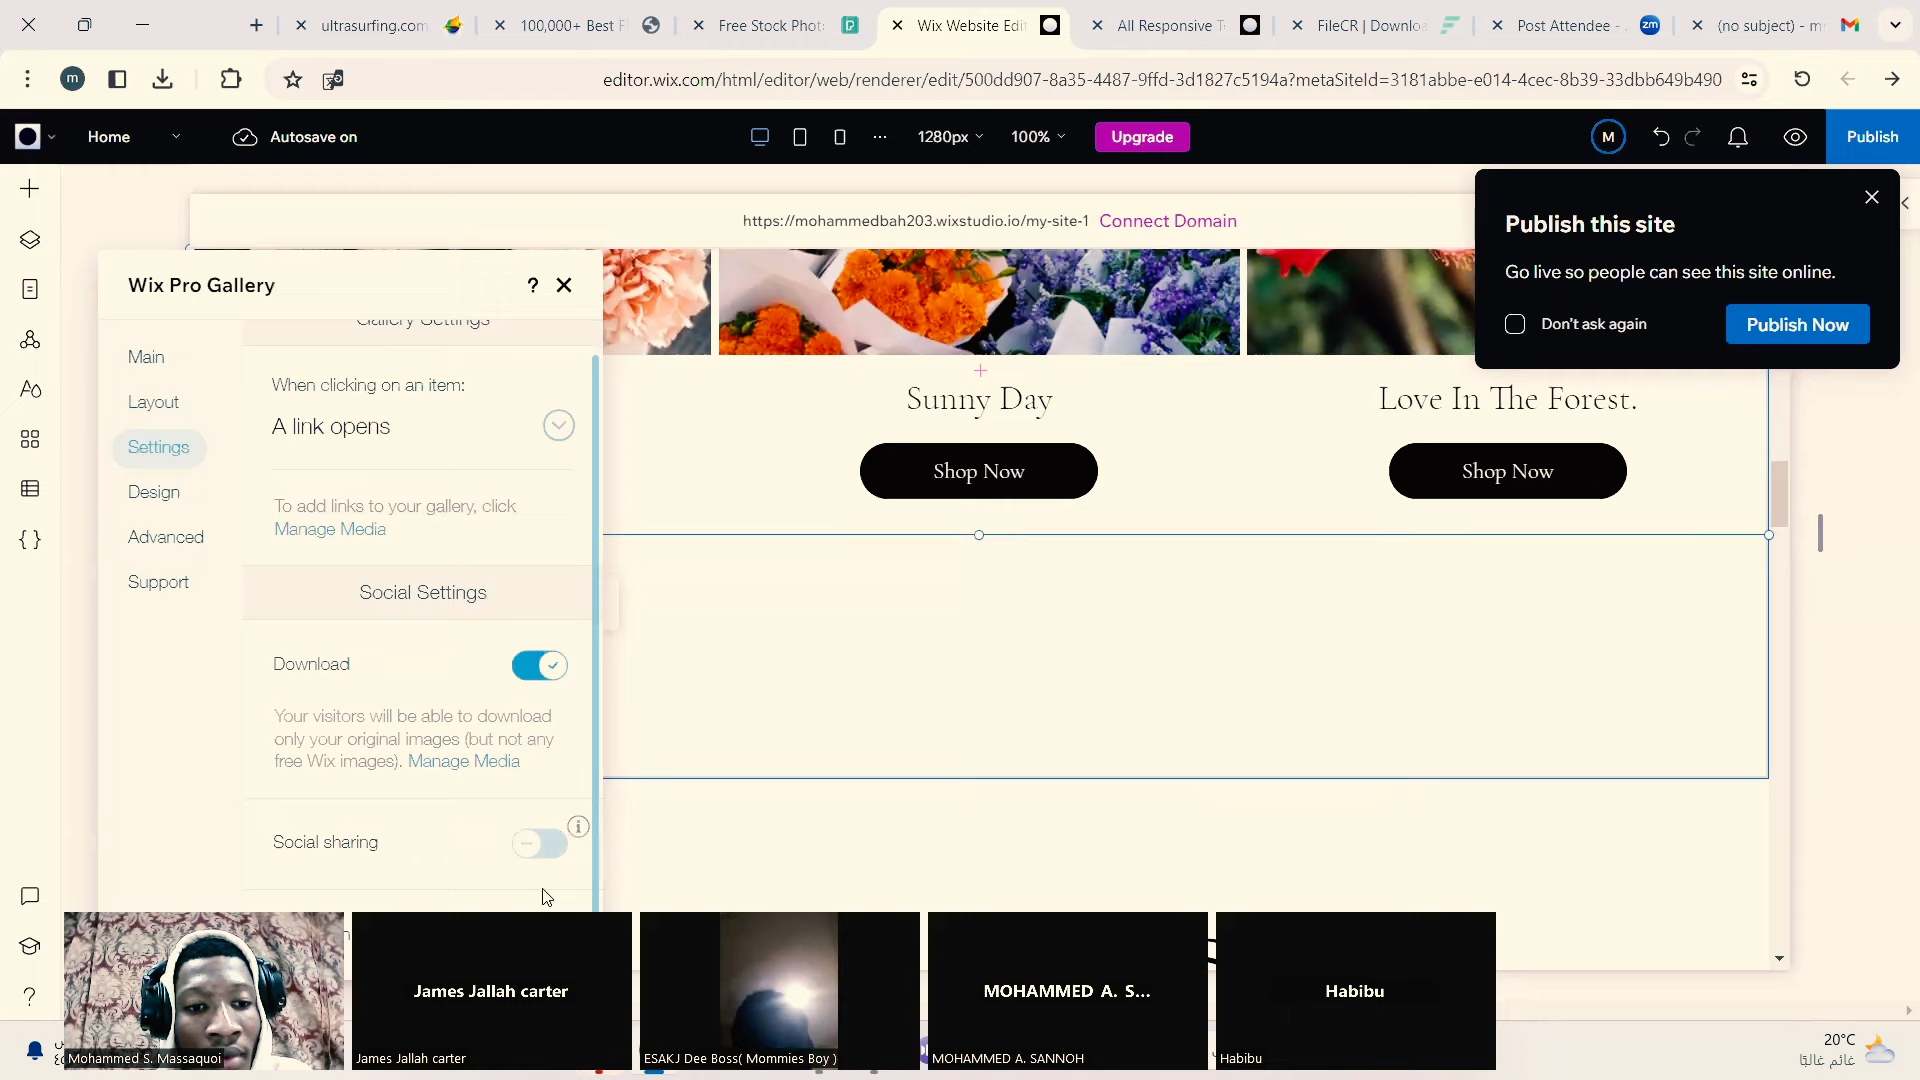 ultrasurfing.com
100,000+ Best F
Free Stock Phot
Wix Website Edit
All Responsive T
FileCR | Downlo
Post Attendee -
(no subject) - m
m
editor.wix.com/html/editor/web/renderer/edit/500dd907-8a35-4487-9ffd-3d1827c5194a?metaSiteId=3181abbe-e014-4cec-8b39-33dbb649b490
Home
Autosave on
1280px
100%
Upgrade
M
Publish
https://mohammedbah203.wixstudio.io/my-site-1 Connect Domain
Publish this site
Go live so people can see this site online.
Don't ask again
Publish Now
Wix Pro Gallery
?
Main
Layout
Settings
Design
Advanced
Support
Gallery Settings
When clicking on an item:
A link opens
To add links to your gallery, click
Manage Media
Social Settings
Download
Your visitors will be able to download
only your original images (but not any
free Wix images). Manage Media
Social sharing
Sunny Day
Shop Now
Love In The Forest.
Shop Now
Mohammed S. Massaquoi
James Jallah carter
James Jallah carter
ESAKJ Dee Boss( Mommies Boy )
MOHAMMED A. S...
MOHAMMED A. SANNOH
Habibu
Habibu
20°C
غائم غالبًا